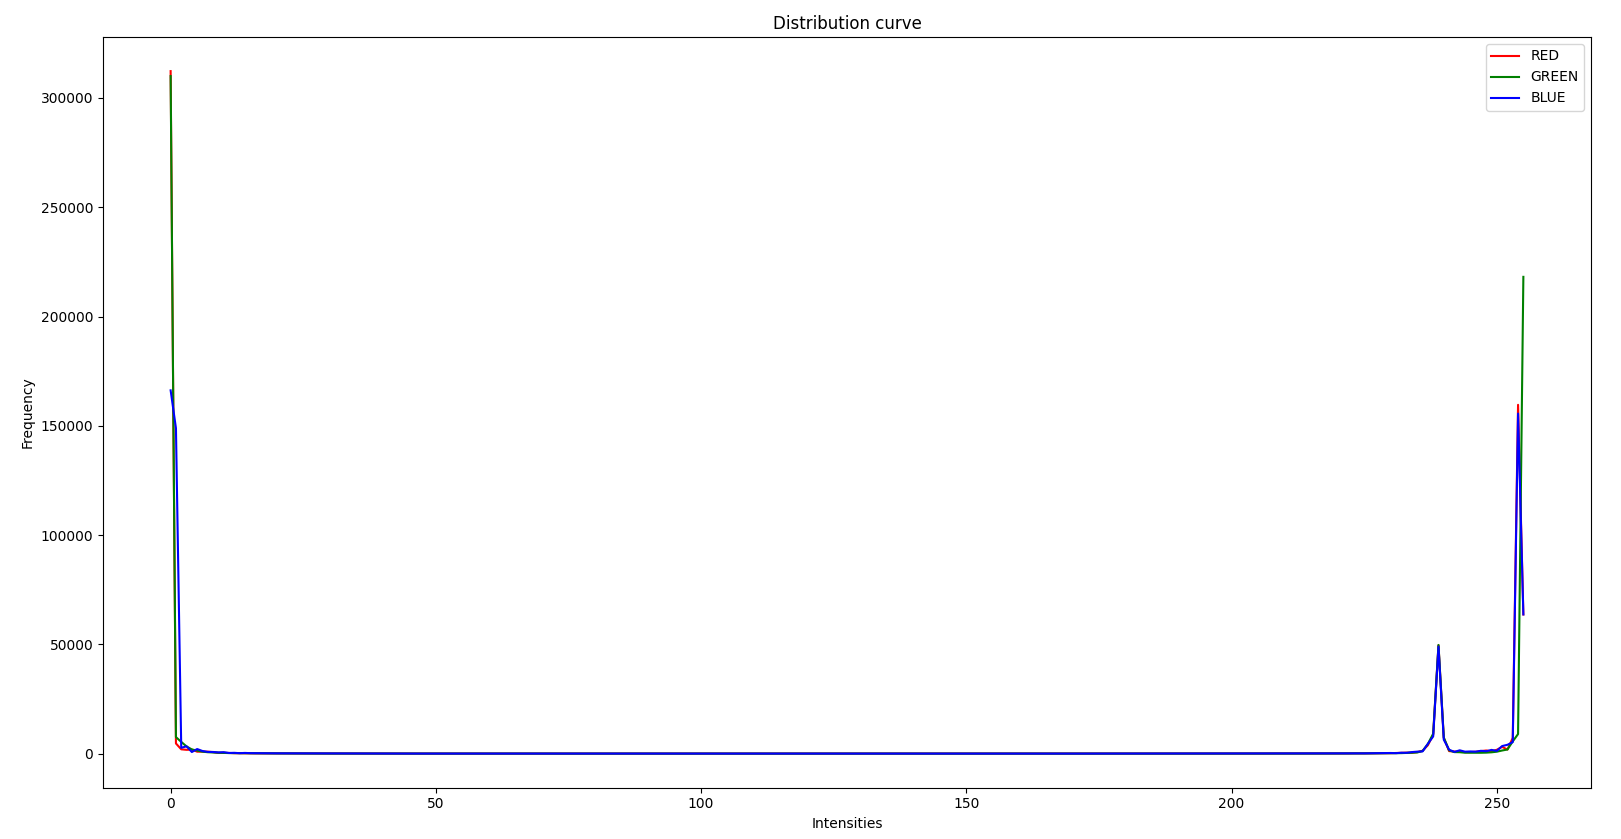 Distribution curve
RED
GREEN
BLUE
300000
250000
200000
150000
100000
50000
0
Frequency
0 50 100 150 200 250
Intensities